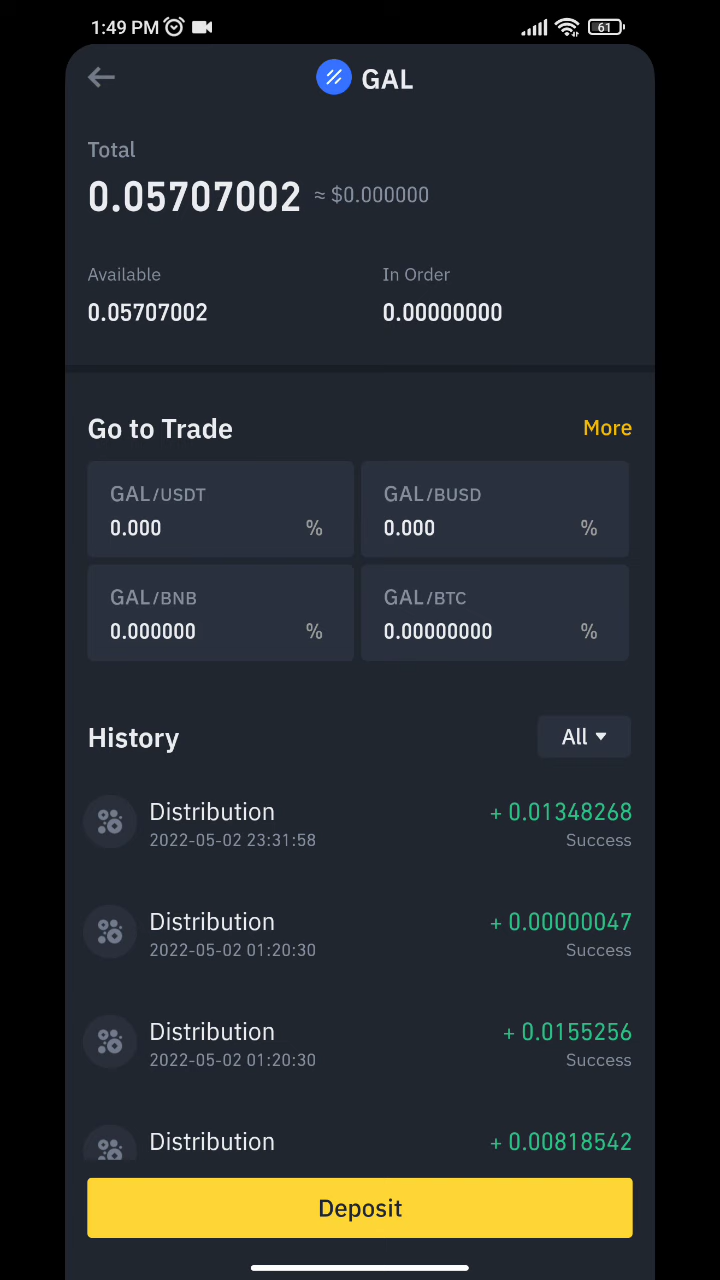 1:49 PM 61
GAL
Total
0.05707002 ≈ $0.000000
Available In Order
0.05707002 0.00000000
Go to Trade More
GAL/USDT GAL/BUSD
0.000 % 0.000 %
GAL/BNB GAL/BTC
0.000000 % 0.00000000 %
History All
Distribution + 0.01348268
2022-05-02 23:31:58 Success
Distribution + 0.00000047
2022-05-02 01:20:30 Success
Distribution + 0.0155256
2022-05-02 01:20:30 Success
Distribution + 0.00818542
Deposit